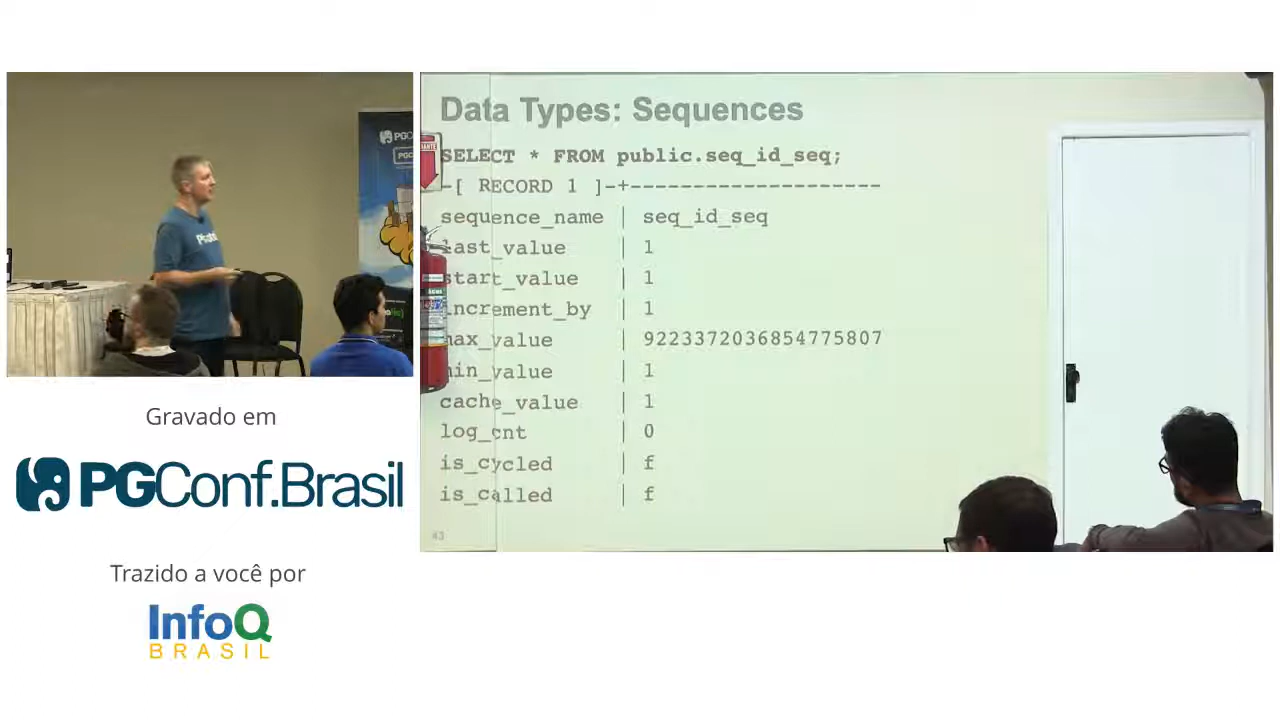 Data Types: Sequences
SELECT * FROM public.seq_id_seq;
-[ RECORD 1 ]-+--------------------
sequence_name | seq_id_seq
last_value | 1
start_value | 1
increment_by | 1
max_value | 9223372036854775807
min_value | 1
cache_value | 1
log_cnt | 0
is_cycled | f
is_called | f
43
Gravado em
PGConf.Brasil
Trazido a você por
InfoQ
BRASIL